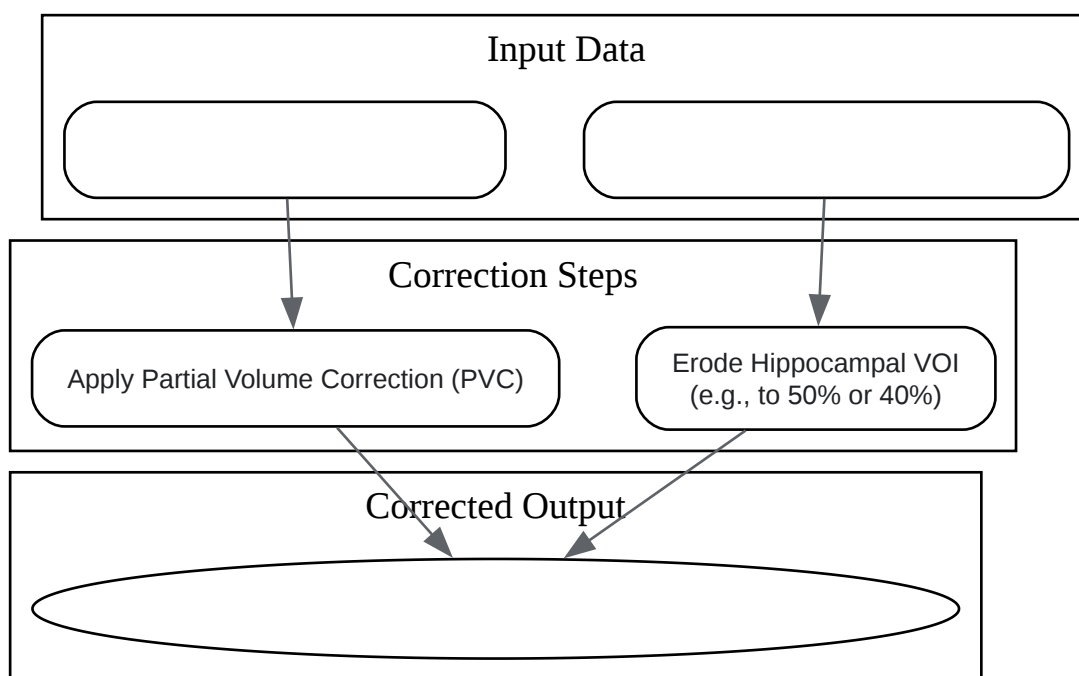 Input Data
Correction Steps
Apply Partial Volume Correction (PVC)
Erode Hippocampal VOI
(e.g., to 50% or 40%)
Corrected Output